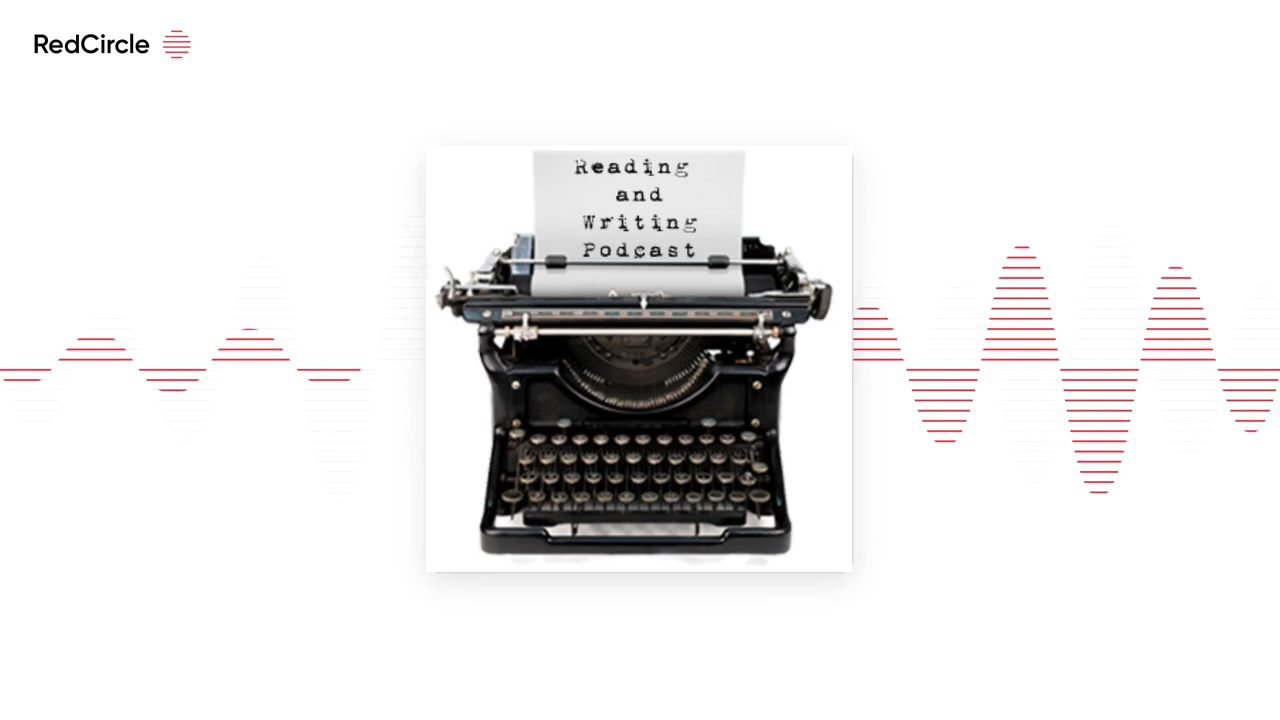 RedCircle
Reading
and
Writing
Podcast